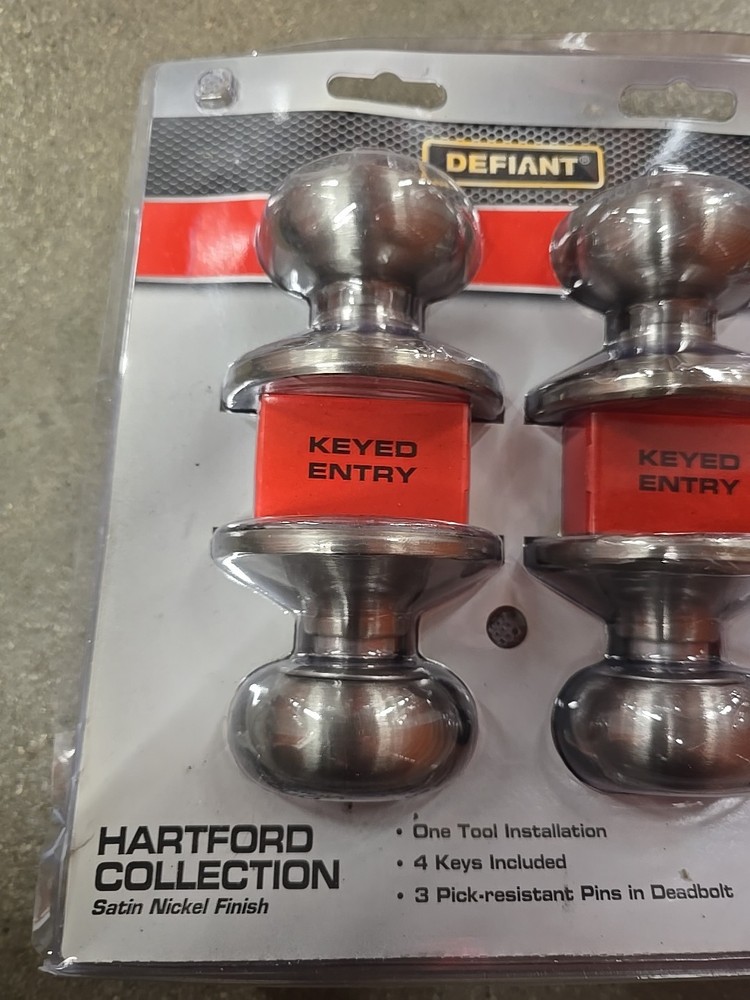 DEFIANT®
KEYED
ENTRY
KEYED
ENTRY
HARTFORD
COLLECTION
Satin Nickel Finish
• One Tool Installation
• 4 Keys Included
• 3 Pick-resistant Pins in Deadbolt